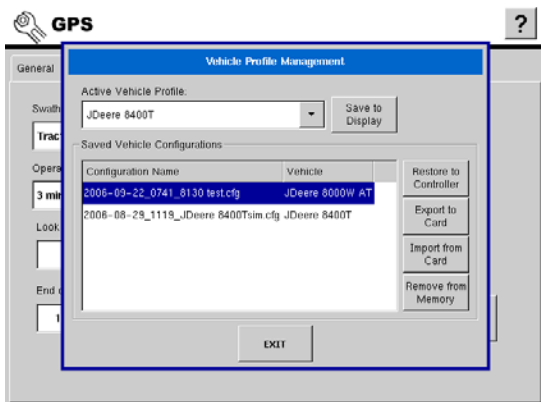 GPS
?
General
Vehicle Profile Management
Active Vehicle Profile:
JDeere 8400T
Save to
Display
Saved Vehicle Configurations
Configuration Name Vehicle
2006-09-22_0741_8130 test.cfg JDeere 8000W AT
2006-08-29_1119_JDeere 8400Tsim.cfg JDeere 8400T
Restore to
Controller
Export to
Card
Import from
Card
Remove from
Memory
EXIT
Swath
Trac
Opera
3 min
Look
End
1